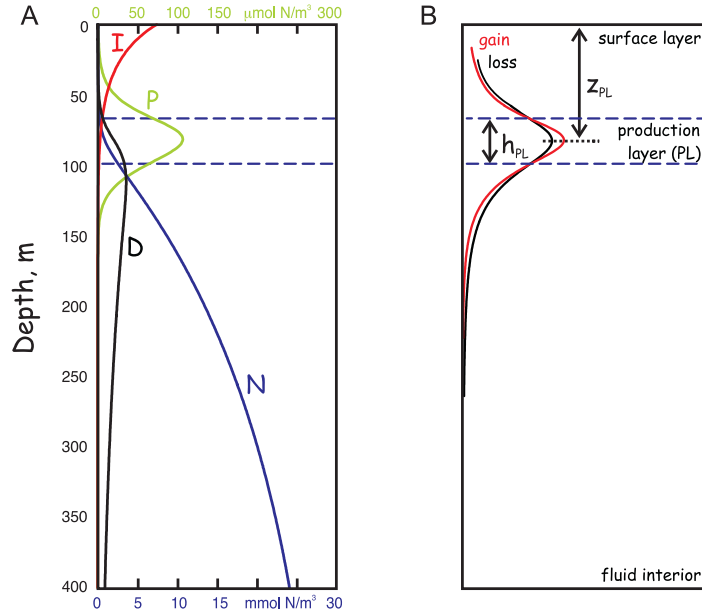 A
0 50 100 150 µmol N/m³ 300
I
P
D
N
Depth, m
0
50
100
150
200
250
300
350
400
0 5 10 15 mmol N/m³ 30
B
gain
loss
surface layer
z_PL
h_PL
production
layer (PL)
fluid interior